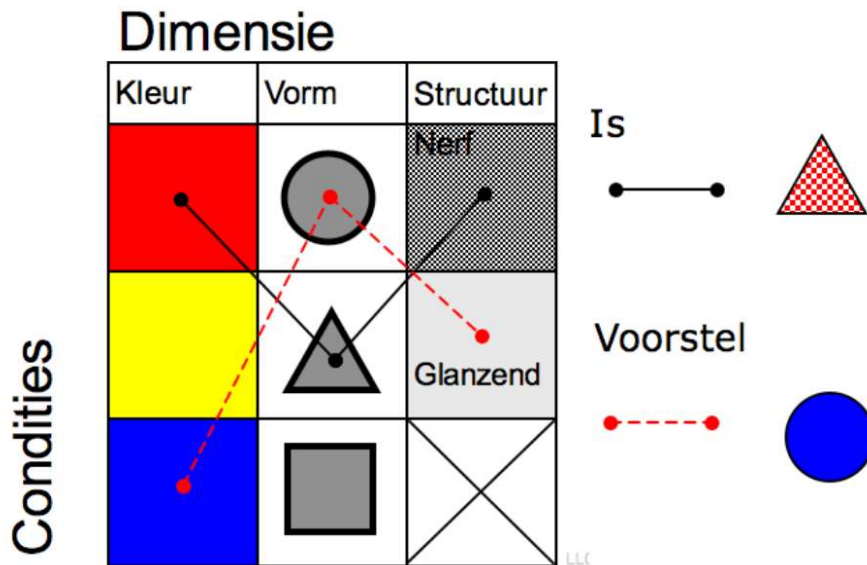 Dimensie
Kleur
Vorm
Structuur
Nerf
Glanzend
Condities
Is
Voorstel